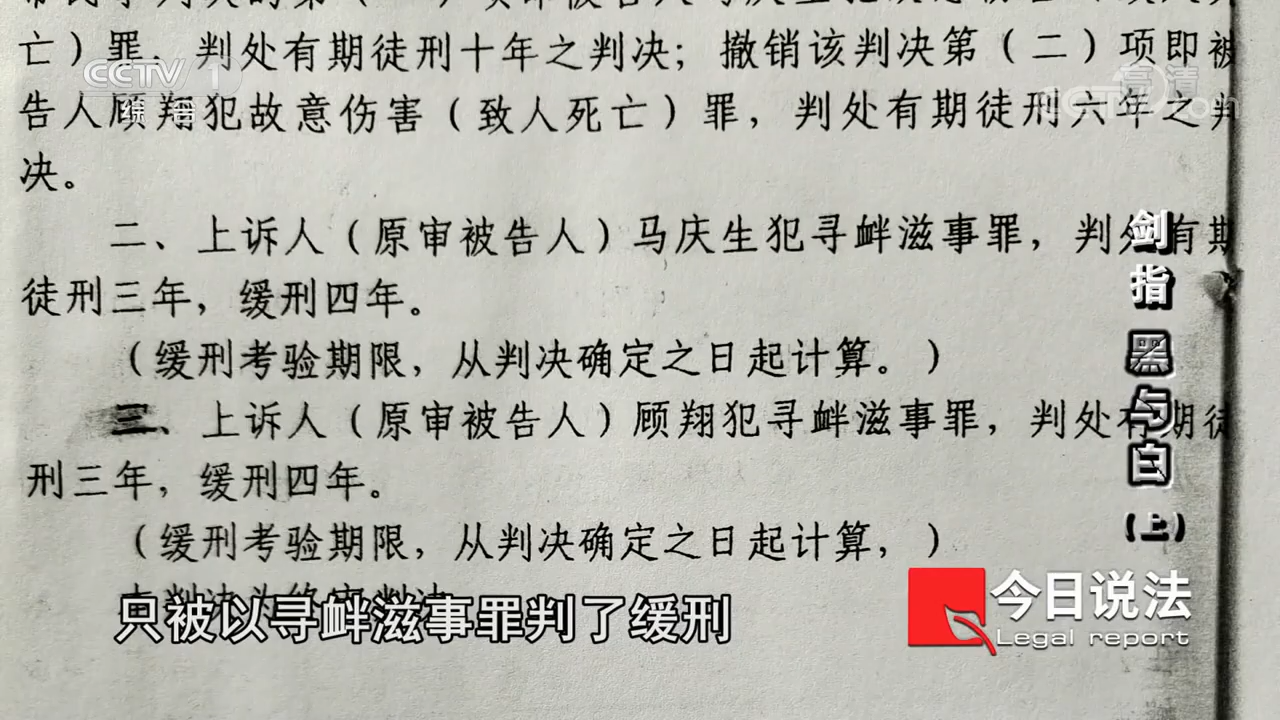 亡）罪，判处有期徒刑十年之判决；撤销该判决第（二）项即被
告人顾翔犯故意伤害（致人死亡）罪，判处有期徒刑六年之判
决。
二、上诉人（原审被告人）马庆生犯寻衅滋事罪，判处有期
徒刑三年，缓刑四年。
（缓刑考验期限，从判决确定之日起计算。）
三、上诉人（原审被告人）顾翔犯寻衅滋事罪，判处有期徒
刑三年，缓刑四年。
（缓刑考验期限，从判决确定之日起计算，）
只被以寻衅滋事罪判了缓刑
CCTV 1
综合
高清
剑指 黑与白（上）
今日说法
Legal report